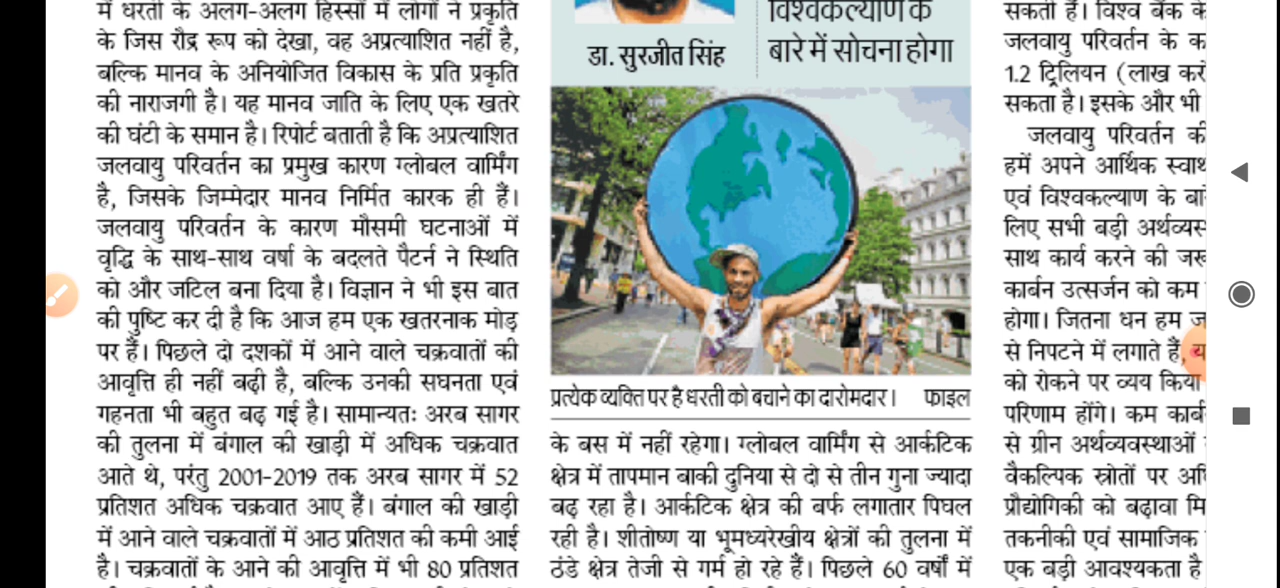 में धरती के अलग-अलग हिस्सों में लोगों ने प्रकृति
के जिस रौद्र रूप को देखा, वह अप्रत्याशित नहीं है,
बल्कि मानव के अनियोजित विकास के प्रति प्रकृति
की नाराजगी है। यह मानव जाति के लिए एक खतरे
की घंटी के समान है। रिपोर्ट बताती है कि अप्रत्याशित
जलवायु परिवर्तन का प्रमुख कारण ग्लोबल वार्मिंग
है, जिसके जिम्मेदार मानव निर्मित कारक ही हैं।
जलवायु परिवर्तन के कारण मौसमी घटनाओं में
वृद्धि के साथ-साथ वर्षा के बदलते पैटर्न ने स्थिति
को और जटिल बना दिया है। विज्ञान ने भी इस बात
की पुष्टि कर दी है कि आज हम एक खतरनाक मोड़
पर हैं। पिछले दो दशकों में आने वाले चक्रवातों की
आवृत्ति ही नहीं बढ़ी है, बल्कि उनकी सघनता एवं
गहनता भी बहुत बढ़ गई है। सामान्यतः अरब सागर
की तुलना में बंगाल की खाड़ी में अधिक चक्रवात
आते थे, परंतु 2001-2019 तक अरब सागर में 52
प्रतिशत अधिक चक्रवात आए हैं। बंगाल की खाड़ी
में आने वाले चक्रवातों में आठ प्रतिशत की कमी आई
है। चक्रवातों के आने की आवृत्ति में भी 80 प्रतिशत
डा. सुरजीत सिंह
विश्वकल्याण के
बारे में सोचना होगा
प्रत्येक व्यक्ति पर है धरती को बचाने का दारोमदार। फाइल
के बस में नहीं रहेगा। ग्लोबल वार्मिंग से आर्कटिक
क्षेत्र में तापमान बाकी दुनिया से दो से तीन गुना ज्यादा
बढ़ रहा है। आर्कटिक क्षेत्र की बर्फ लगातार पिघल
रही है। शीतोष्ण या भूमध्यरेखीय क्षेत्रों की तुलना में
ठंडे क्षेत्र तेजी से गर्म हो रहे हैं। पिछले 60 वर्षों में
सकती हैं। विश्व बैंक के
जलवायु परिवर्तन के क
1.2 ट्रिलियन (लाख करो
सकता है। इसके और भी
जलवायु परिवर्तन की
हमें अपने आर्थिक स्वाथ
एवं विश्वकल्याण के बा
लिए सभी बड़ी अर्थव्यस
साथ कार्य करने की जरू
कार्बन उत्सर्जन को कम
होगा। जितना धन हम ज
से निपटने में लगाते हैं,
को रोकने पर व्यय किया
परिणाम होंगे। कम कार्ब
से ग्रीन अर्थव्यवस्थाओं
वैकल्पिक स्रोतों पर अधि
प्रौद्योगिकी को बढ़ावा मि
तकनीकी एवं सामाजिक
एक बड़ी आवश्यकता है